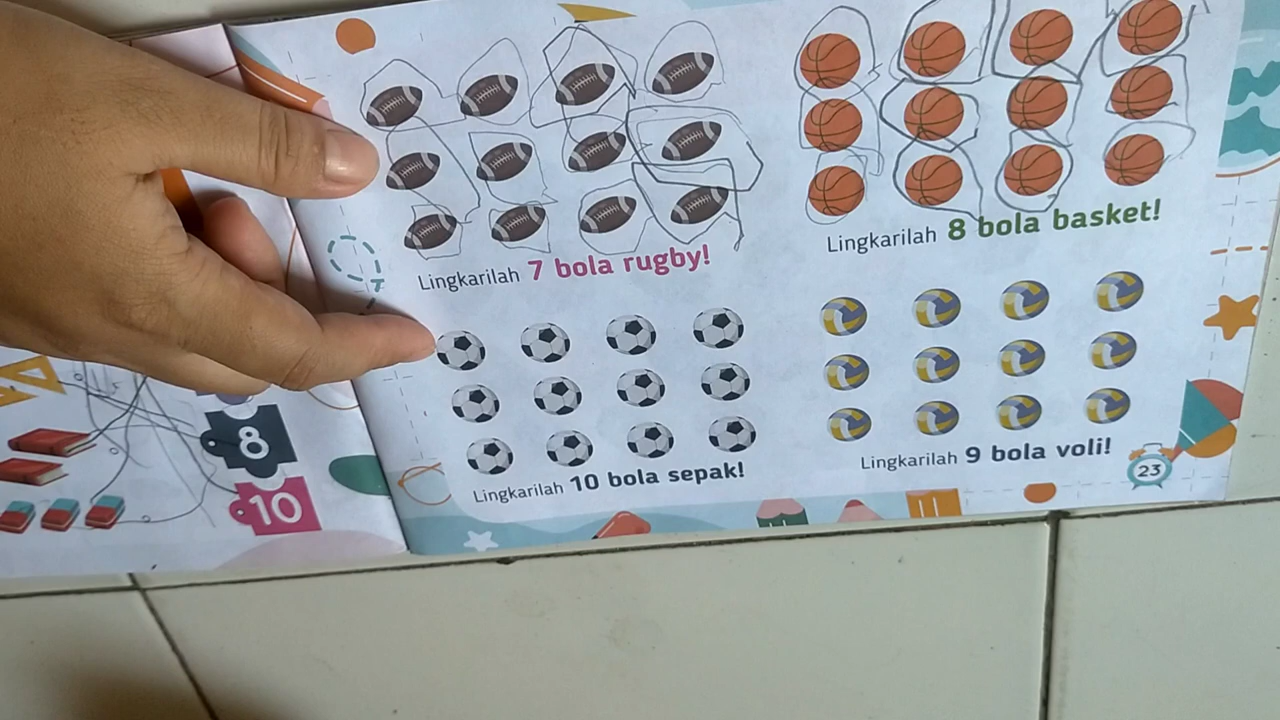 Lingkarilah 7 bola rugby!
Lingkarilah 8 bola basket!
Lingkarilah 10 bola sepak!
Lingkarilah 9 bola voli!
23
8
10